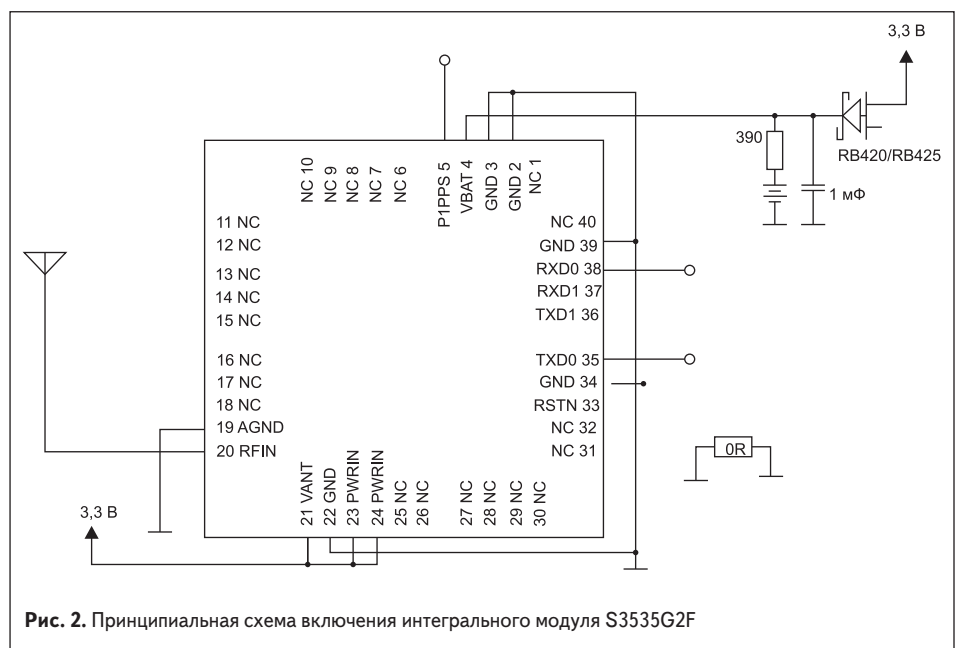 3,3 В
390
RB420/RB425
1 мФ
NC 10
NC 9
NC 8
NC 7
NC 6
P1PPS 5
VBAT 4
GND 3
GND 2
NC 1
11 NC
12 NC
13 NC
14 NC
15 NC
16 NC
17 NC
18 NC
19 AGND
20 RFIN
NC 40
GND 39
RXD0 38
RXD1 37
TXD1 36
TXD0 35
GND 34
RSTN 33
NC 32
NC 31
0R
3,3 В
21 VANT
22 GND
23 PWRIN
24 PWRIN
25 NC
26 NC
27 NC
28 NC
29 NC
30 NC
Рис. 2. Принципиальная схема включения интегрального модуля S3535G2F